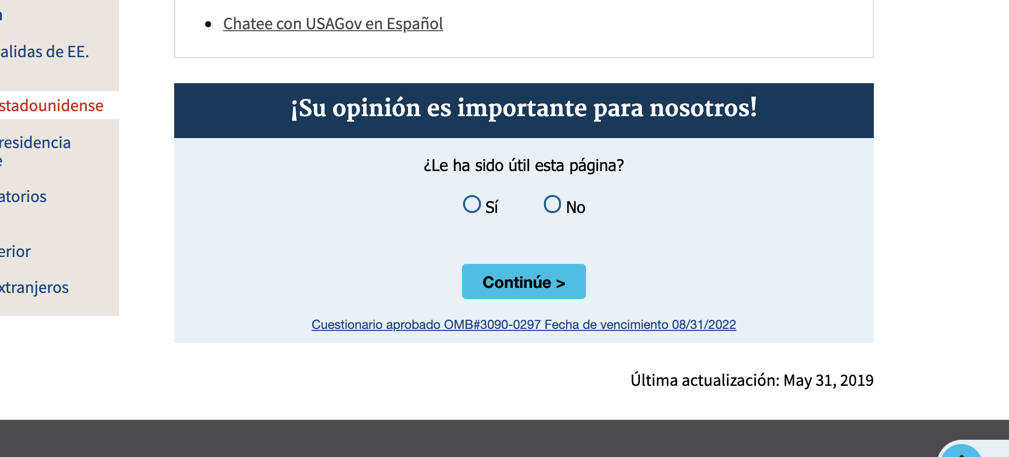 Chatee con USAGov en Español
alidas de EE.
stadounidense
residencia
atorios
erior
xtranjeros
¡Su opinión es importante para nosotros!
¿Le ha sido útil esta página?
Sí No
Continúe >
Cuestionario aprobado OMB#3090-0297 Fecha de vencimiento 08/31/2022
Última actualización: May 31, 2019